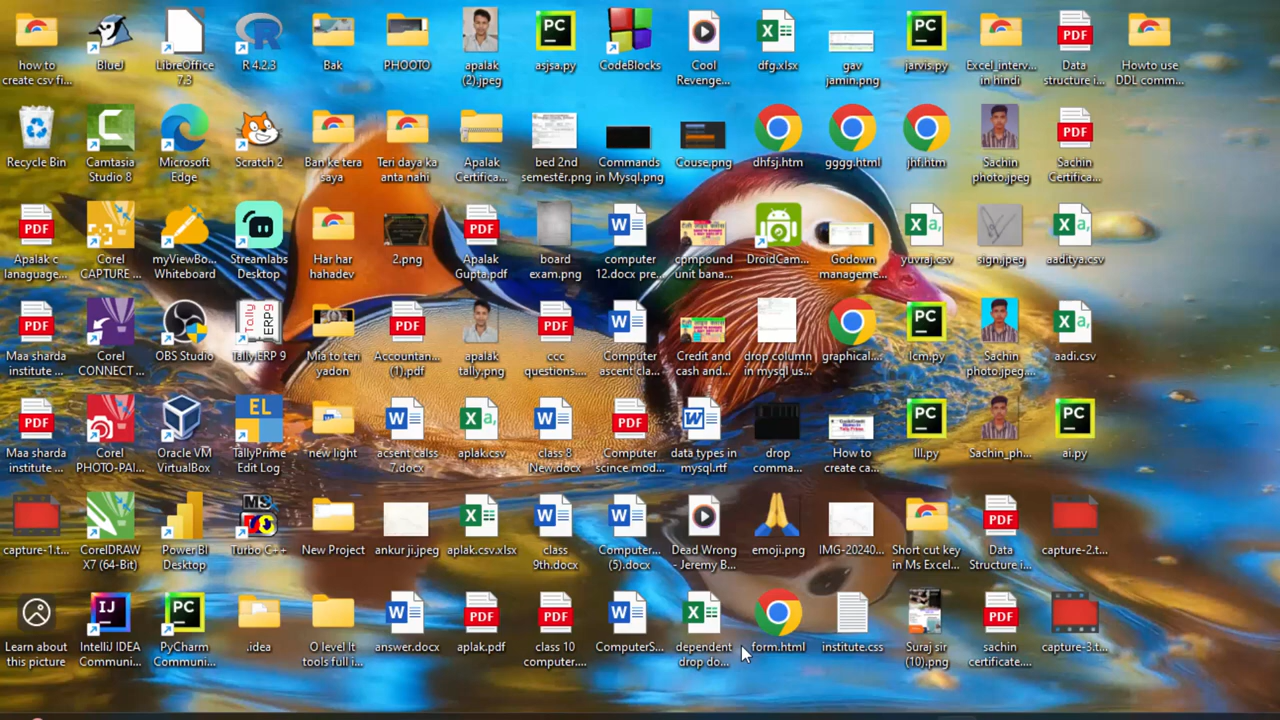 how to
create csv fi...
BlueJ
LibreOffice
7.3
R 4.2.3
Bak
PHOOTO
apalak
(2).jpeg
asjsa.py
CodeBlocks
Cool
Revenge...
dfg.xlsx
gav
jamin.png
jarvis.py
Excel_interv...
in hindi
Data
structure i...
Howto use
DDL comm...
Recycle Bin
Camtasia
Studio 8
Microsoft
Edge
Scratch 2
Ban ke tera
saya
Teri daya ka
anta nahi
Apalak
Certifica...
bed 2nd
semester.png
Commands
in Mysql.png
Couse.png
dhfsj.htm
gggg.html
jhf.htm
Sachin
photo.jpeg
Sachin
Certifica...
Apalak c
lanaguage...
Corel
CAPTURE ...
myViewBo...
Whiteboard
Streamlabs
Desktop
Har har
hahadev
2.png
Apalak
Gupta.pdf
board
exam.png
computer
12.docx pre...
compound
unit bana...
DroidCam...
Godown
manageme...
yuvraj.csv
sign.jpeg
aaditya.csv
Maa sharda
institute ...
Corel
CONNECT ...
OBS Studio
Tally.ERP 9
Mia to teri
yadon
Accountan...
(1).pdf
apalak
tally.png
ccc
questions....
Computer
ascent cla...
Credit and
cash and...
drop column
in mysql us...
graphical....
lcm.py
Sachin
photo.jpeg...
aadi.csv
Maa sharda
institute ...
Corel
PHOTO-PAI...
Oracle VM
VirtualBox
TallyPrime
Edit Log
new light
acsent calss
7.docx
aplak.csv
class 8
New.docx
Computer
scince mod...
data types in
mysql.rtf
drop
comma...
How to
create ca...
lll.py
Sachin_ph...
ai.py
capture-1.t...
CorelDRAW
X7 (64-Bit)
Power BI
Desktop
Turbo C++
New Project
ankur ji.jpeg
aplak.csv.xlsx
class
9th.docx
Computer...
(5).docx
Dead Wrong
- Jeremy B...
emoji.png
IMG-20240...
Short cut key
in Ms Excel...
Data
Structure i...
capture-2.t...
Learn about
this picture
IntelliJ IDEA
Communi...
PyCharm
Communi...
.idea
O level It
tools full i...
answer.docx
aplak.pdf
class 10
computer....
ComputerS...
dependent
drop do...
form.html
institute.css
Suraj sir
(10).png
sachin
certificate....
capture-3.t...